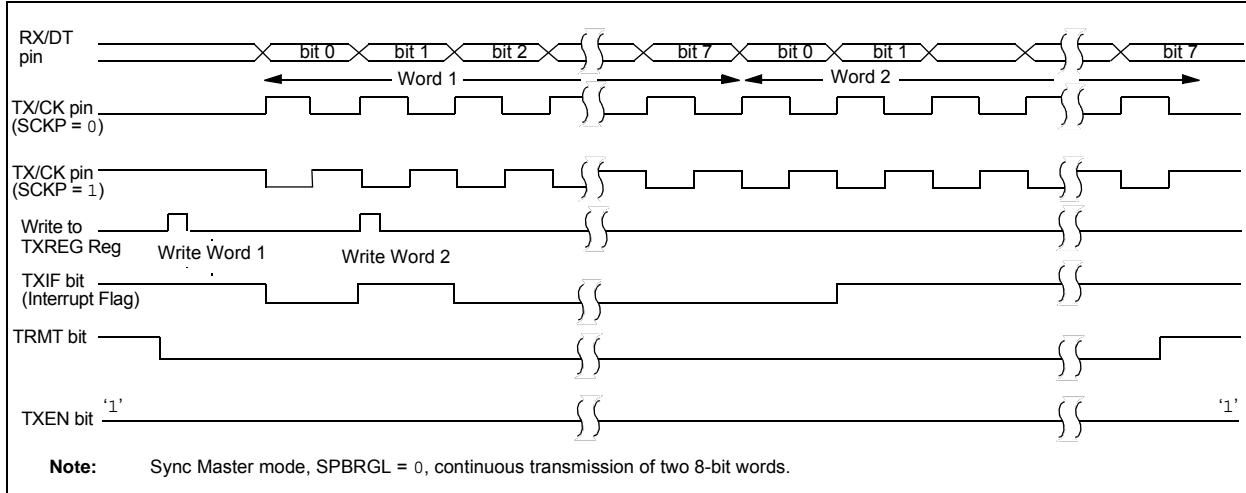 RX/DT
pin
bit 0 bit 1 bit 2 bit 7 bit 0 bit 1 bit 7
Word 1 Word 2
TX/CK pin
(SCKP = 0)
TX/CK pin
(SCKP = 1)
Write to
TXREG Reg
Write Word 1 Write Word 2
TXIF bit
(Interrupt Flag)
TRMT bit
TXEN bit ‘1’ ‘1’
Note: Sync Master mode, SPBRGL = 0, continuous transmission of two 8-bit words.